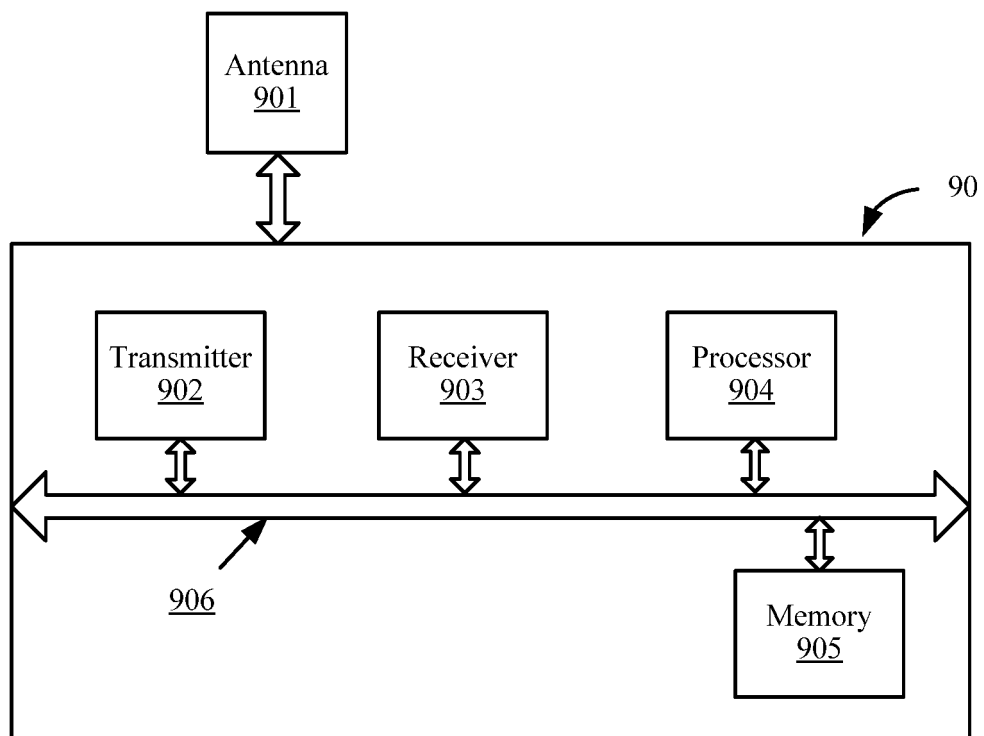 Antenna
901
90
Transmitter
902
Receiver
903
Processor
904
906
Memory
905